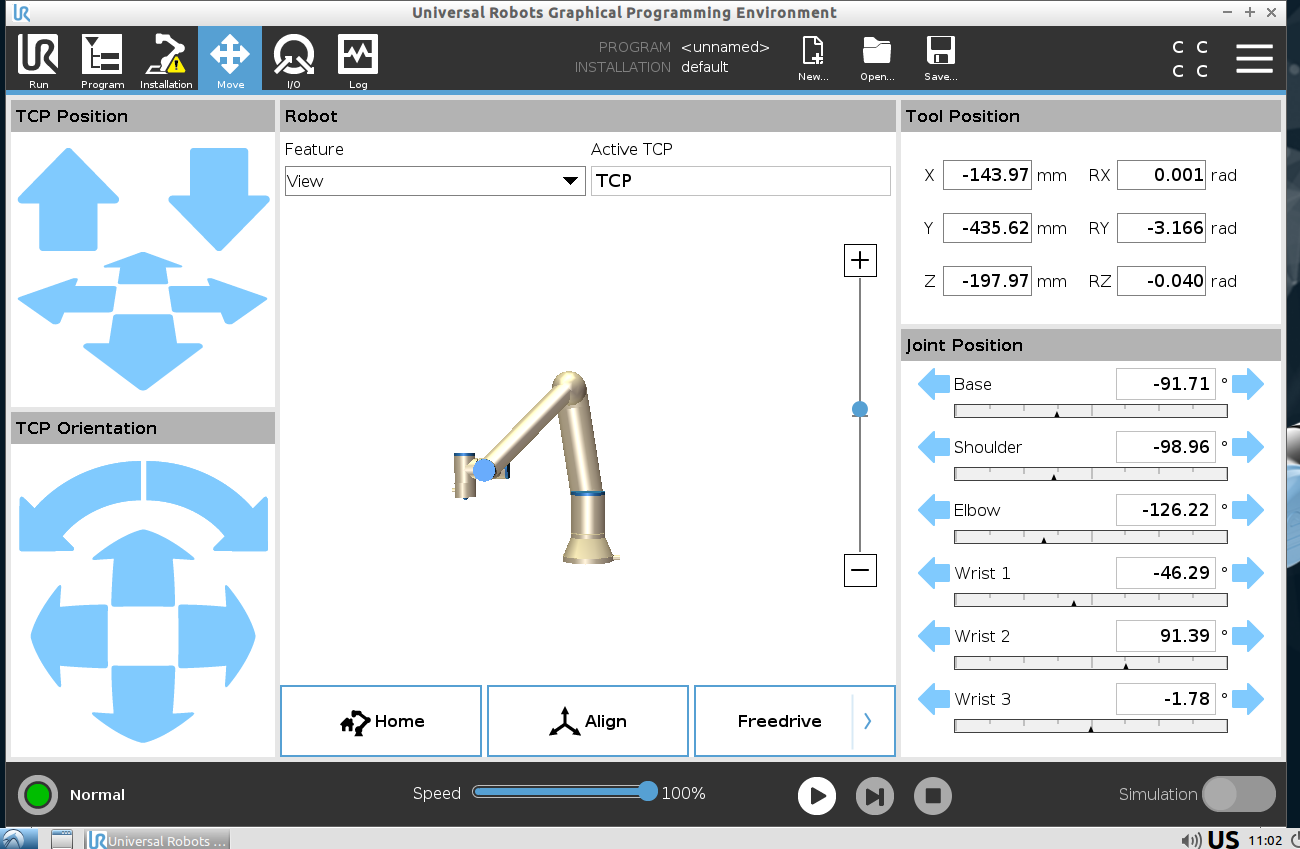 UR
Universal Robots Graphical Programming Environment
UR
Run
Program
Installation
Move
I/O
Log
PROGRAM <unnamed>
INSTALLATION default
New...
Open...
Save...
C C
C C
TCP Position
Robot
Tool Position
Feature
Active TCP
View
TCP
X -143.97 mm RX 0.001 rad
Y -435.62 mm RY -3.166 rad
Z -197.97 mm RZ -0.040 rad
Joint Position
Base -91.71 °
Shoulder -98.96 °
Elbow -126.22 °
Wrist 1 -46.29 °
Wrist 2 91.39 °
Wrist 3 -1.78 °
TCP Orientation
Home
Align
Freedrive
Normal
Speed 100%
Simulation
UR Universal Robots ...
US 11:02